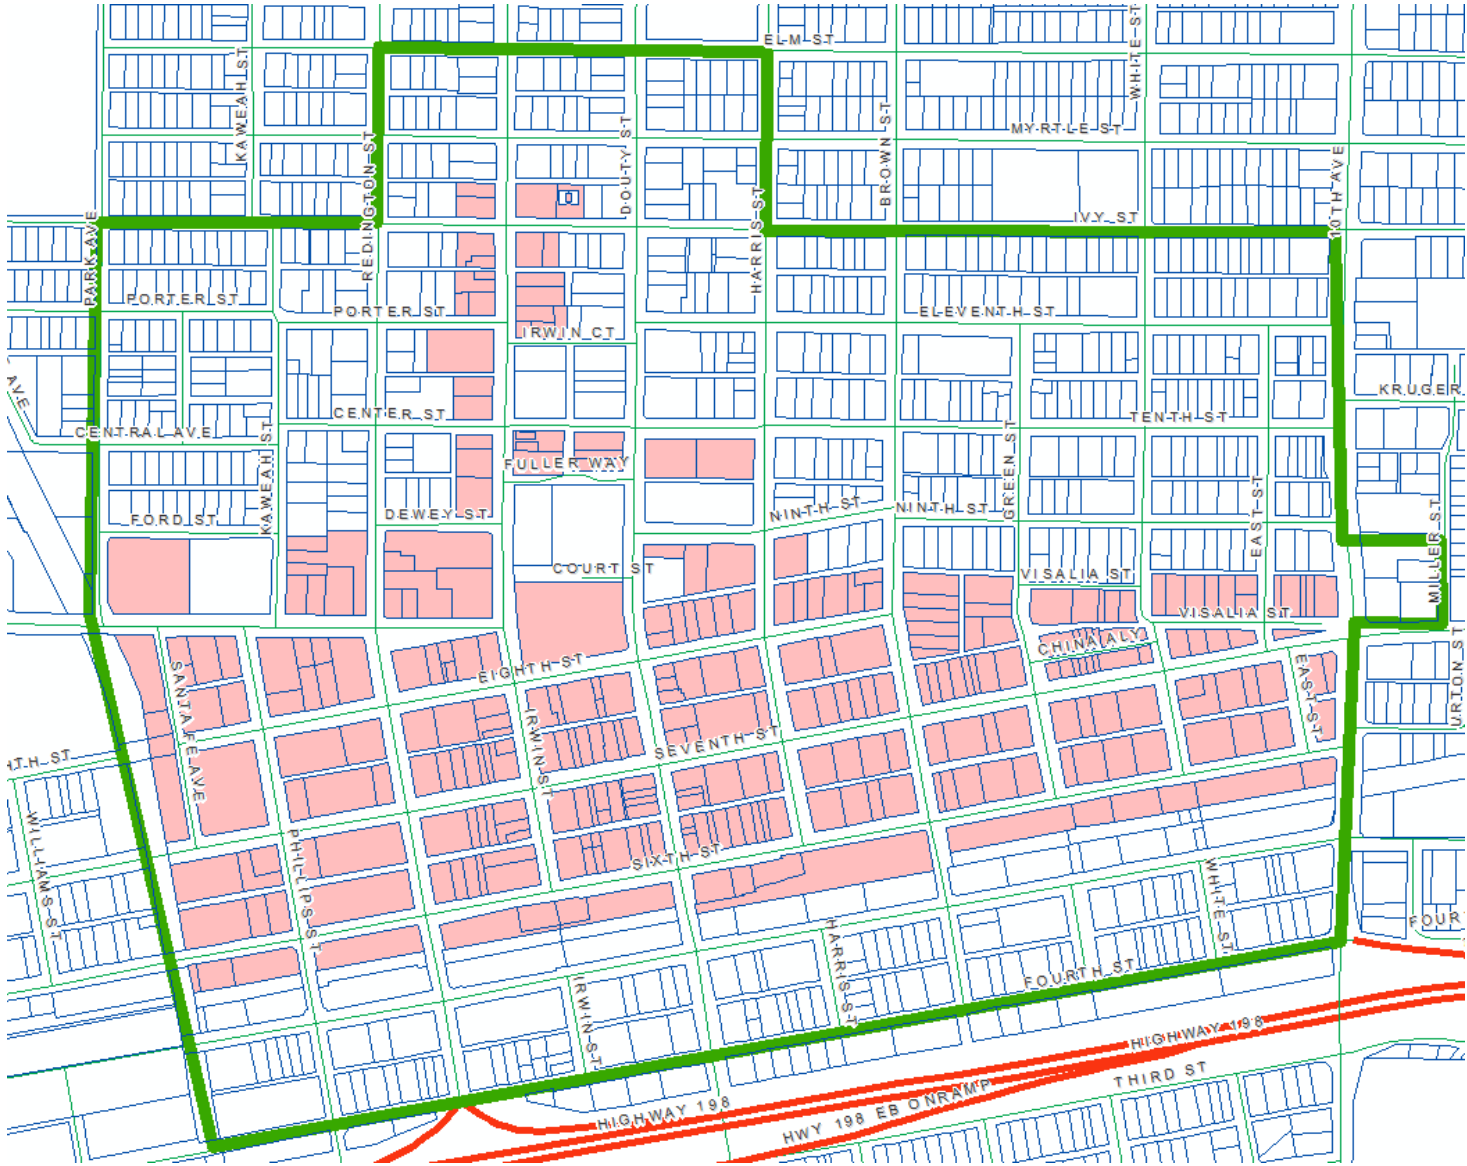 ELM ST
KAWEAH ST
WHITE ST
REDINGTON ST
DOUTY ST
BROWN ST
MYRTLE ST
10TH AVE
HARRIS ST
IVY ST
PARK AVE
PORTER ST
PORTER ST
ELEVENTH ST
IRWIN CT
AVE
KRUGER
CENTER ST
TENTH ST
CENTRAL AVE
KAWEAH ST
GREEN ST
FULLER WAY
EAST ST
MILLER ST
FORD ST
DEWEY ST
NINTH ST
NINTH ST
COURT ST
VISALIA ST
VISALIA ST
CHINA ALY
EIGHTH ST
SANTA FE AVE
EAST ST
URTON ST
IRWIN ST
SEVENTH ST
HTH ST
WILLIAMS ST
PHILLIPS ST
SIXTH ST
WHITE ST
FOUR
HARRIS ST
FOURTH ST
IRWIN ST
HIGHWAY 198
THIRD ST
HIGHWAY 198
HWY 198 EB ONRAMP